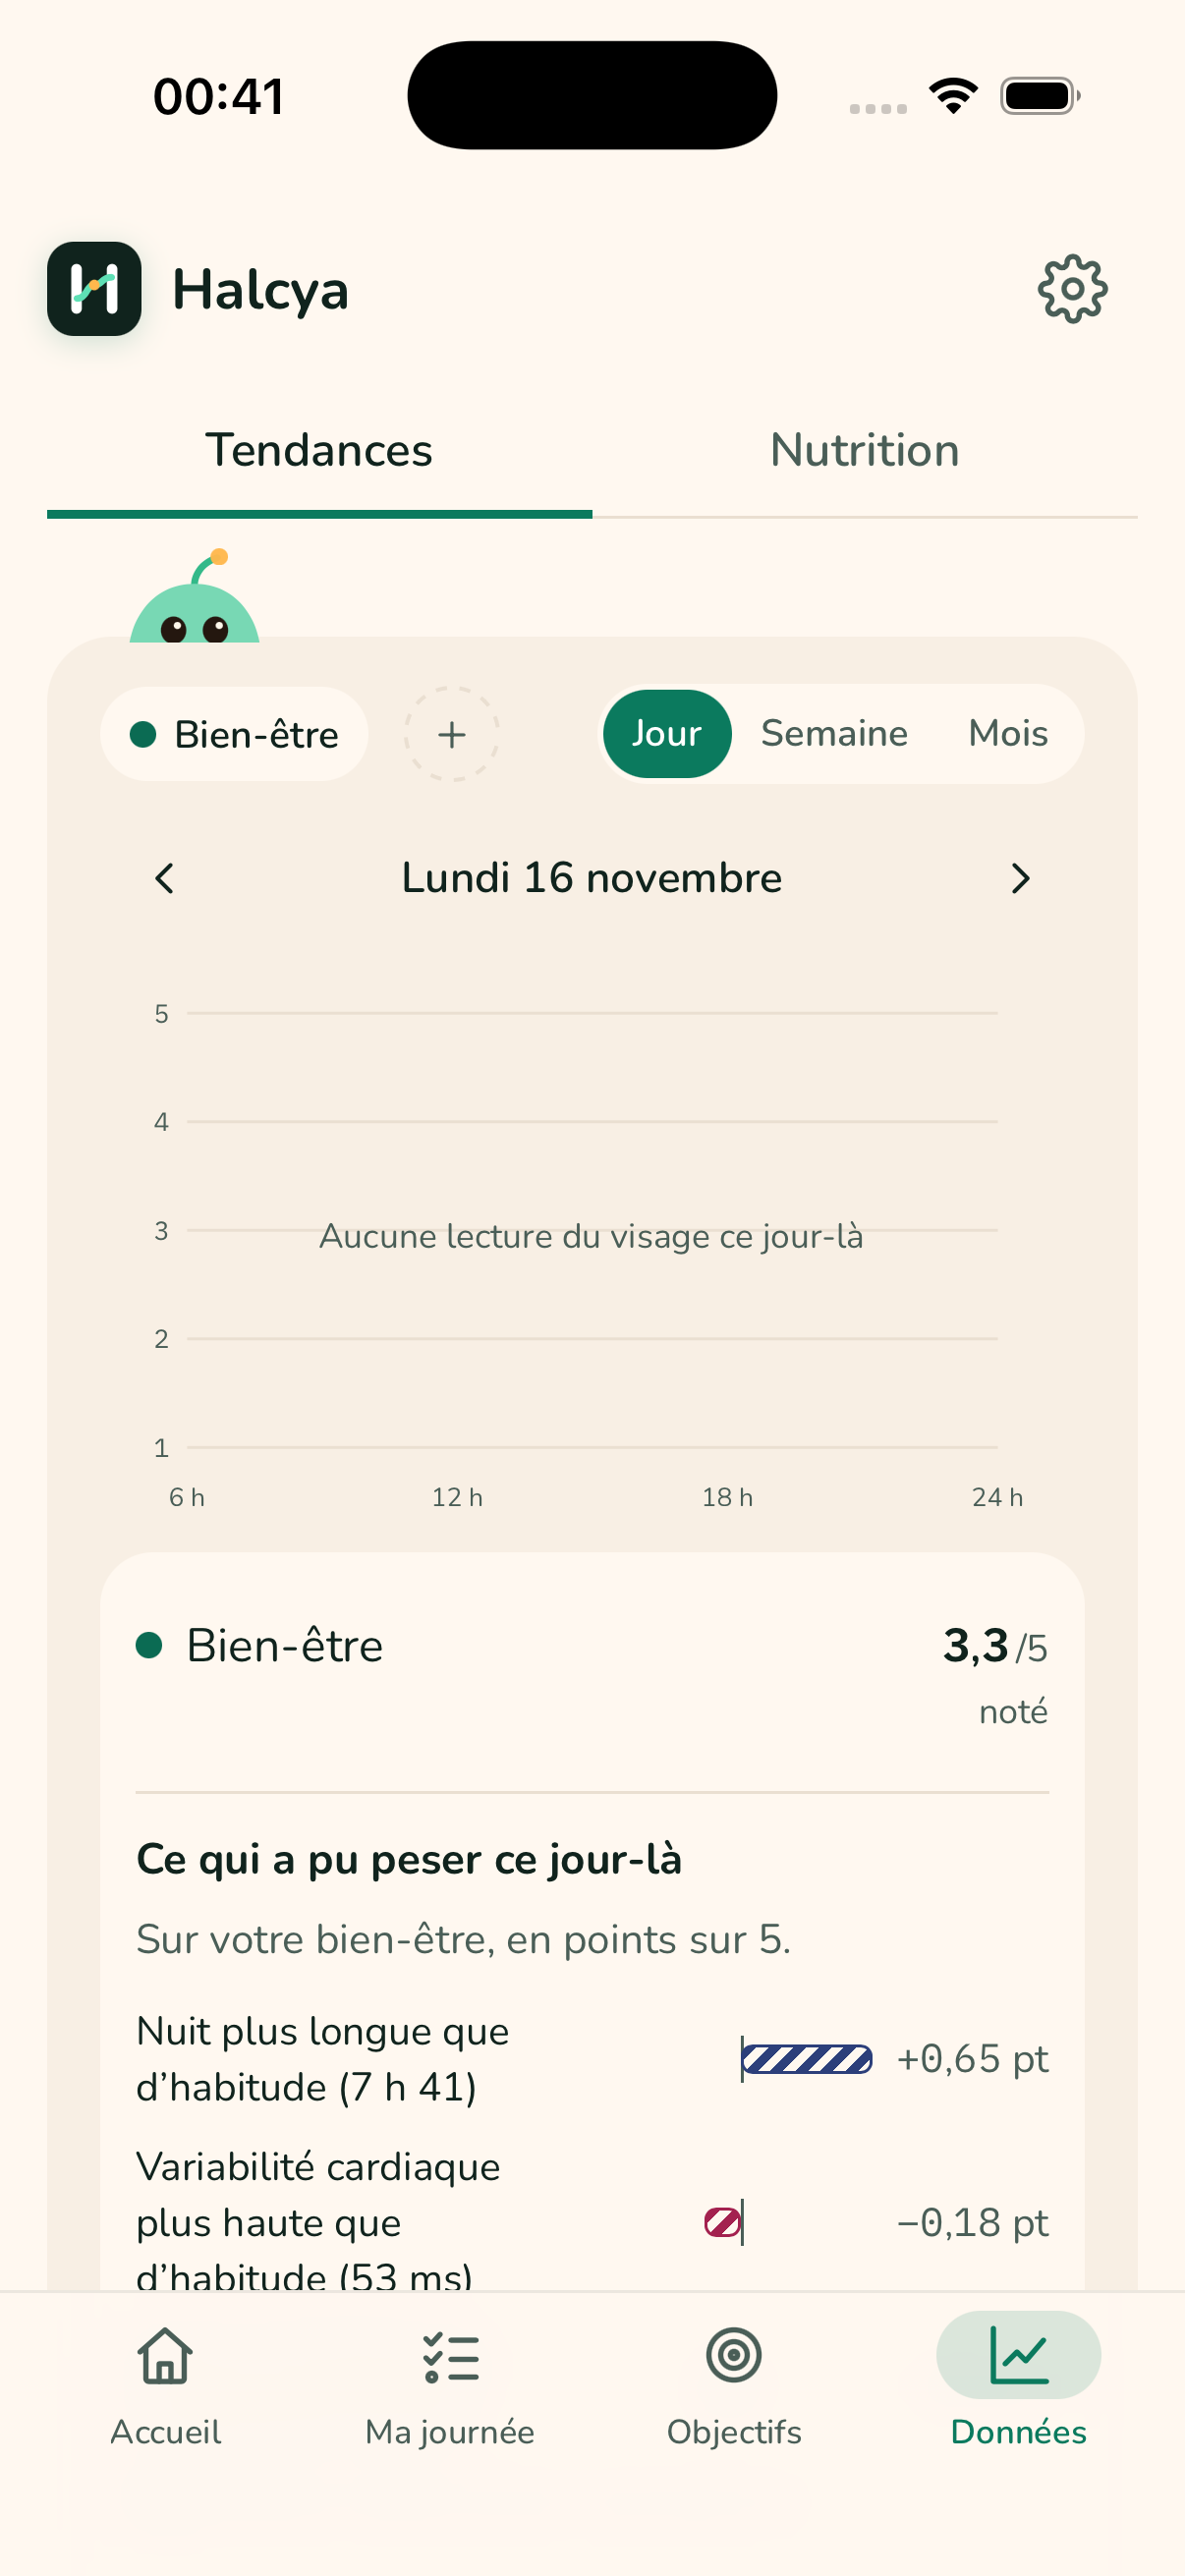 00:41
Halcya
Tendances
Nutrition
Bien-être
+
Jour
Semaine
Mois
Lundi 16 novembre
5
4
3
Aucune lecture du visage ce jour-là
2
1
6 h
12 h
18 h
24 h
Bien-être
3,3 /5
noté
Ce qui a pu peser ce jour-là
Sur votre bien-être, en points sur 5.
Nuit plus longue que
d’habitude (7 h 41)
+0,65 pt
Variabilité cardiaque
plus haute que
d’habitude (53 ms)
−0,18 pt
Accueil
Ma journée
Objectifs
Données